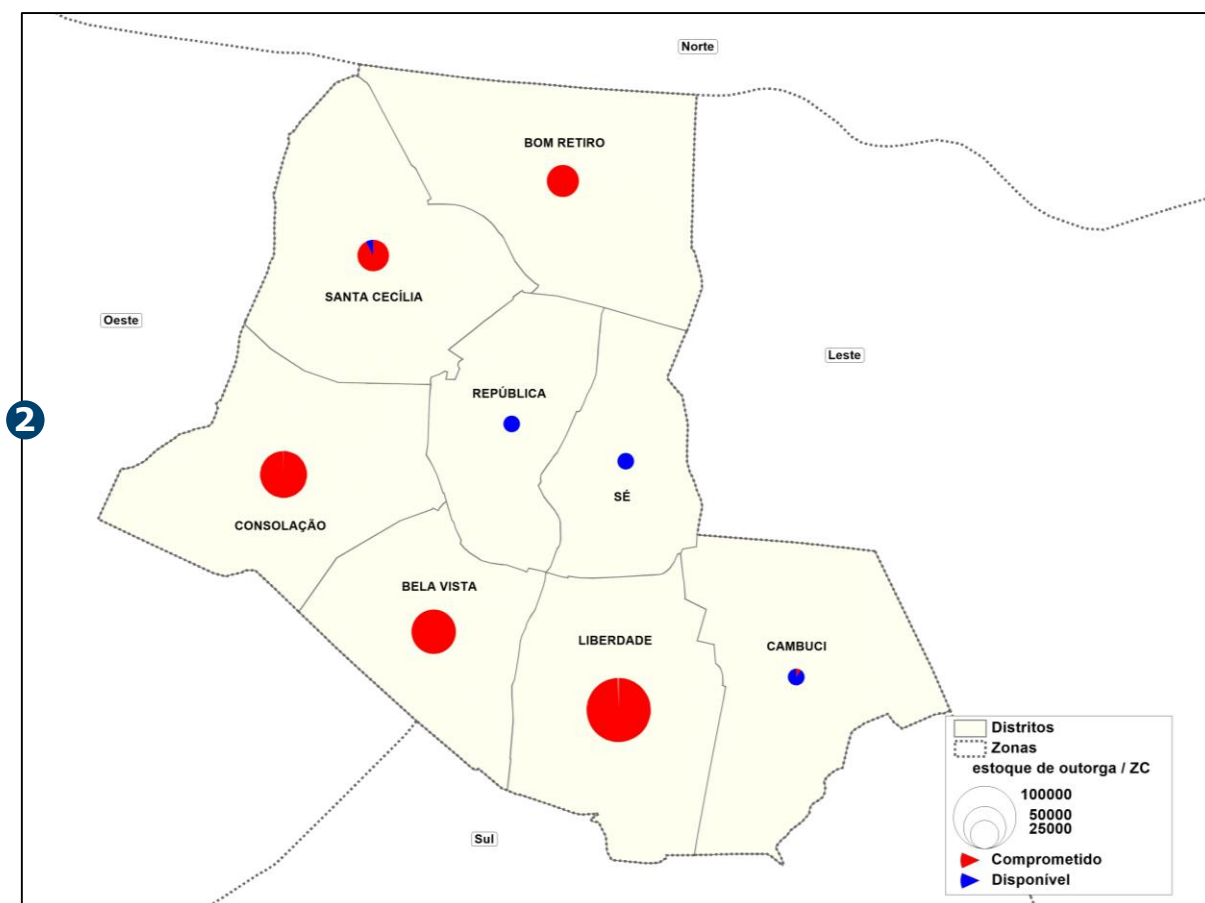 Norte
BOM RETIRO
SANTA CECÍLIA
Oeste
Leste
REPÚBLICA
2
SÉ
CONSOLAÇÃO
BELA VISTA
LIBERDADE
CAMBUCI
Distritos
Zonas
estoque de outorga / ZC
100000
50000
25000
Comprometido
Disponível
Sul